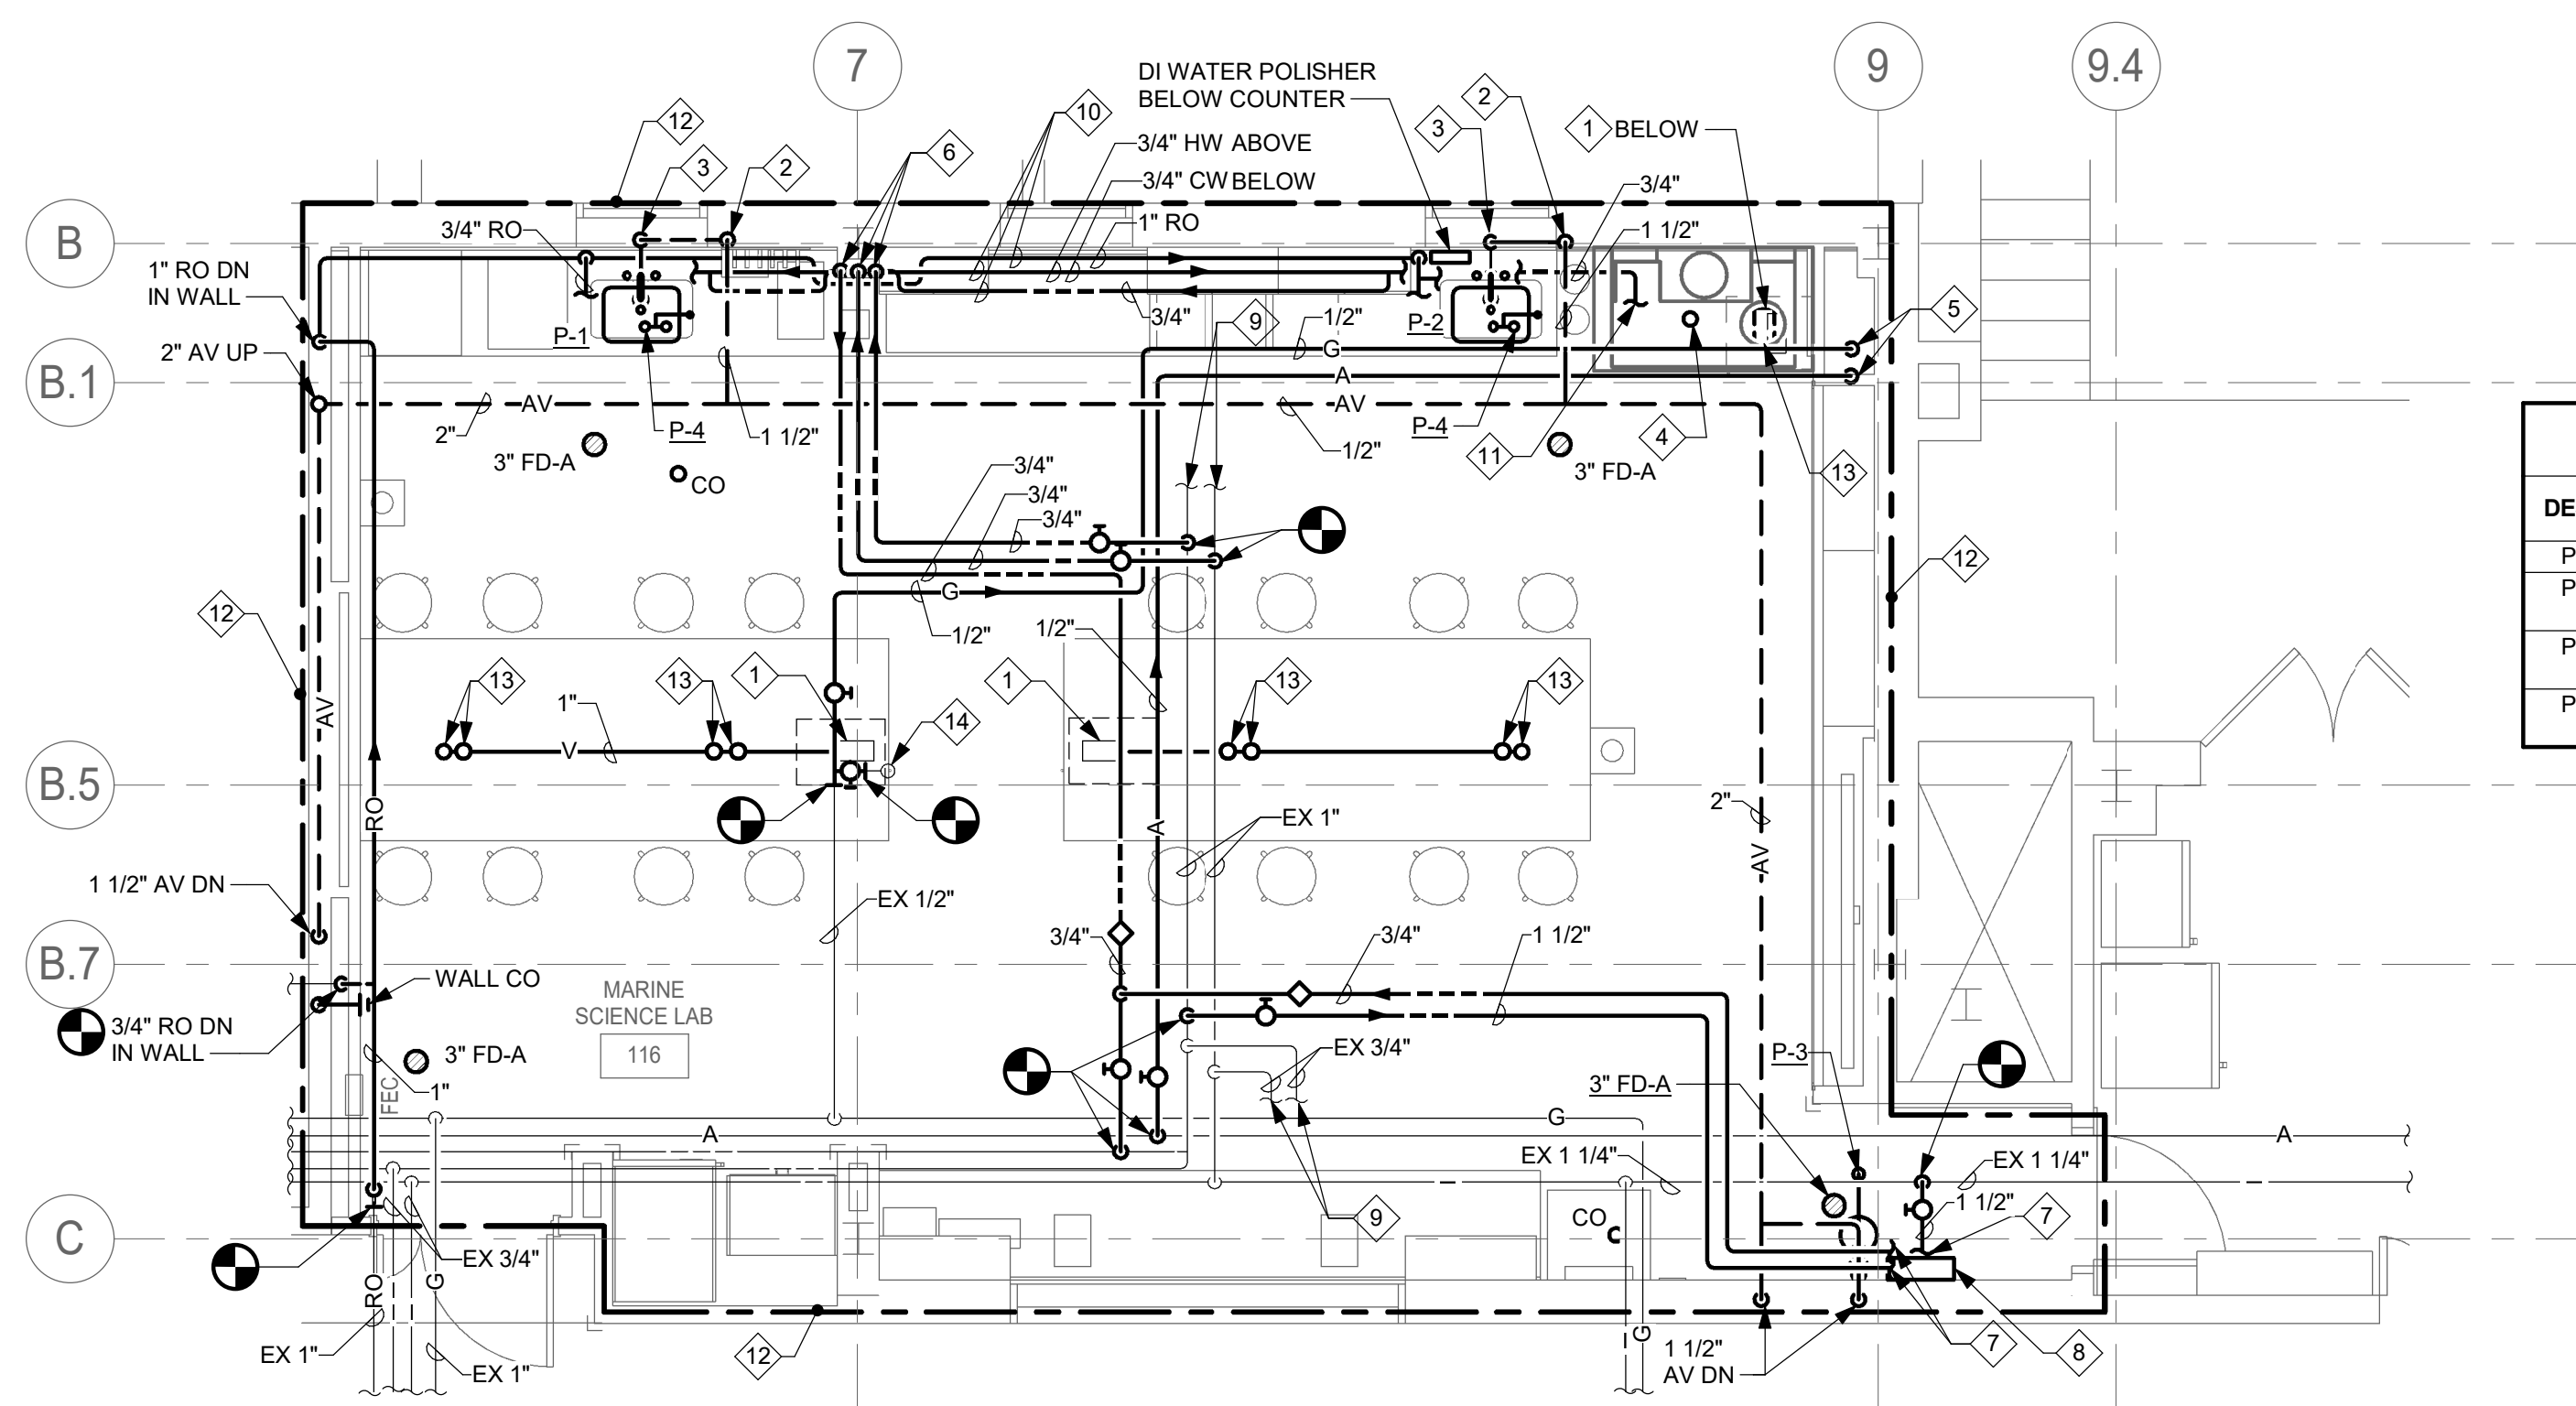 7
9
9.4
DI WATER POLISHER
BELOW COUNTER
12
10
3
2
1
BELOW
3
2
6
3/4" HW ABOVE
3/4" CW BELOW
3/4"
B
3/4" RO
1" RO
1 1/2"
1" RO DN
IN WALL
5
P-1
3/4"
9
1/2"
P-2
G
2" AV UP
B.1
A
AV
AV
2"
P-4
1 1/2"
P-4
1/2"
11
4
13
3" FD-A
3" FD-A
CO
3/4"
3/4"
3/4"
DE
P
P
P
P
12
12
G
1/2"
1/2"
13
13
1
1
13
13
1"
14
AV
V
B.5
RO
A
2"
EX 1"
AV
1 1/2" AV DN
EX 1/2"
3/4"
3/4"
1 1/2"
B.7
WALL CO
MARINE
SCIENCE LAB
116
3/4" RO DN
IN WALL
3" FD-A
EX 3/4"
P-3
3" FD-A
1"
FEC
G
A
A
EX 1 1/4"
EX 1 1/4"
1 1/2"
C
9
CO
7
EX 3/4"
RO
G
G
12
1 1/2"
AV DN
7
8
EX 1"
EX 1"